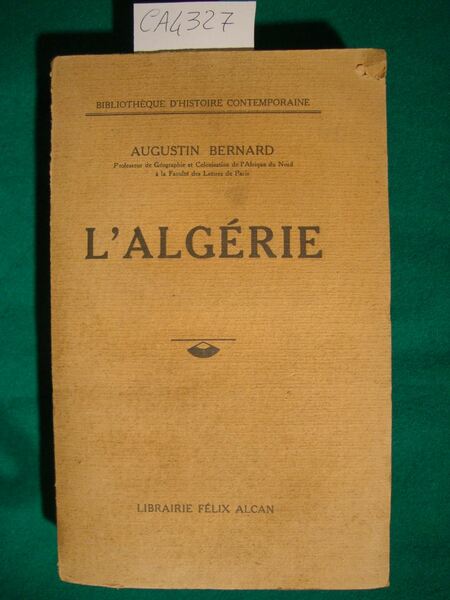 CA4327
BIBLIOTHÈQUE D'HISTOIRE CONTEMPORAINE
AUGUSTIN BERNARD
Professeur de Géographie et Colonisation de l'Afrique du Nord
à la Faculté des Lettres de Paris
L'ALGÉRIE
LIBRAIRIE FÉLIX ALCAN